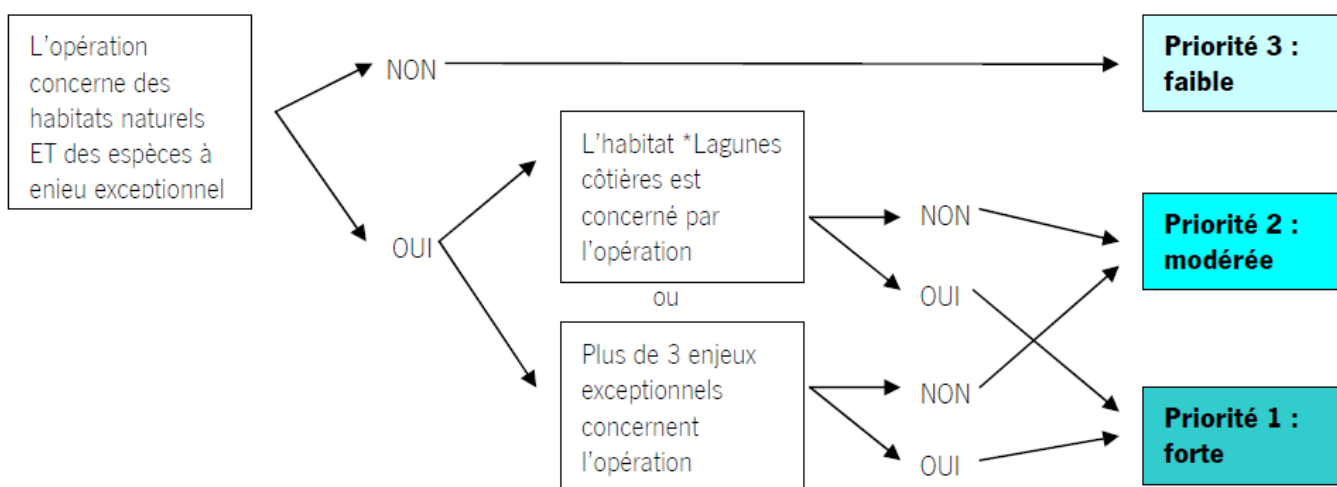 L'opération
concerne des
habitats naturels
ET des espèces à
enieu exceptionnel
NON
OUI
L'habitat *Lagunes
côtières est
concerné par
l'opération
ou
Plus de 3 enjeux
exceptionnels
concernent
l'opération
NON
OUI
NON
OUI
Priorité 3 :
faible
Priorité 2 :
modérée
Priorité 1 :
forte